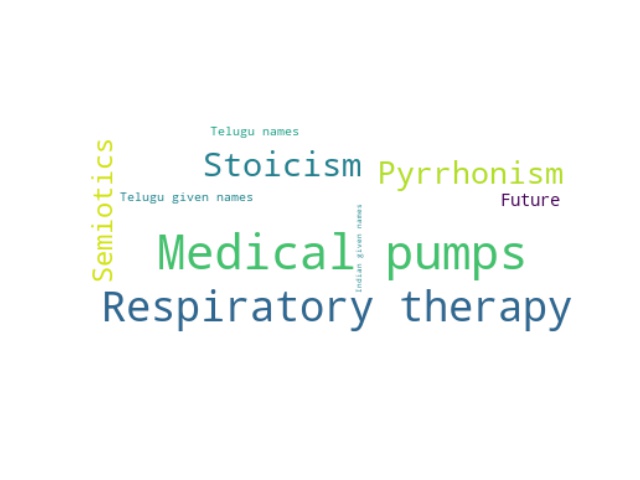 Telugu names
Stoicism
Pyrrhonism
Semiotics
Telugu given names
Future
Indian given names
Medical pumps
Respiratory therapy